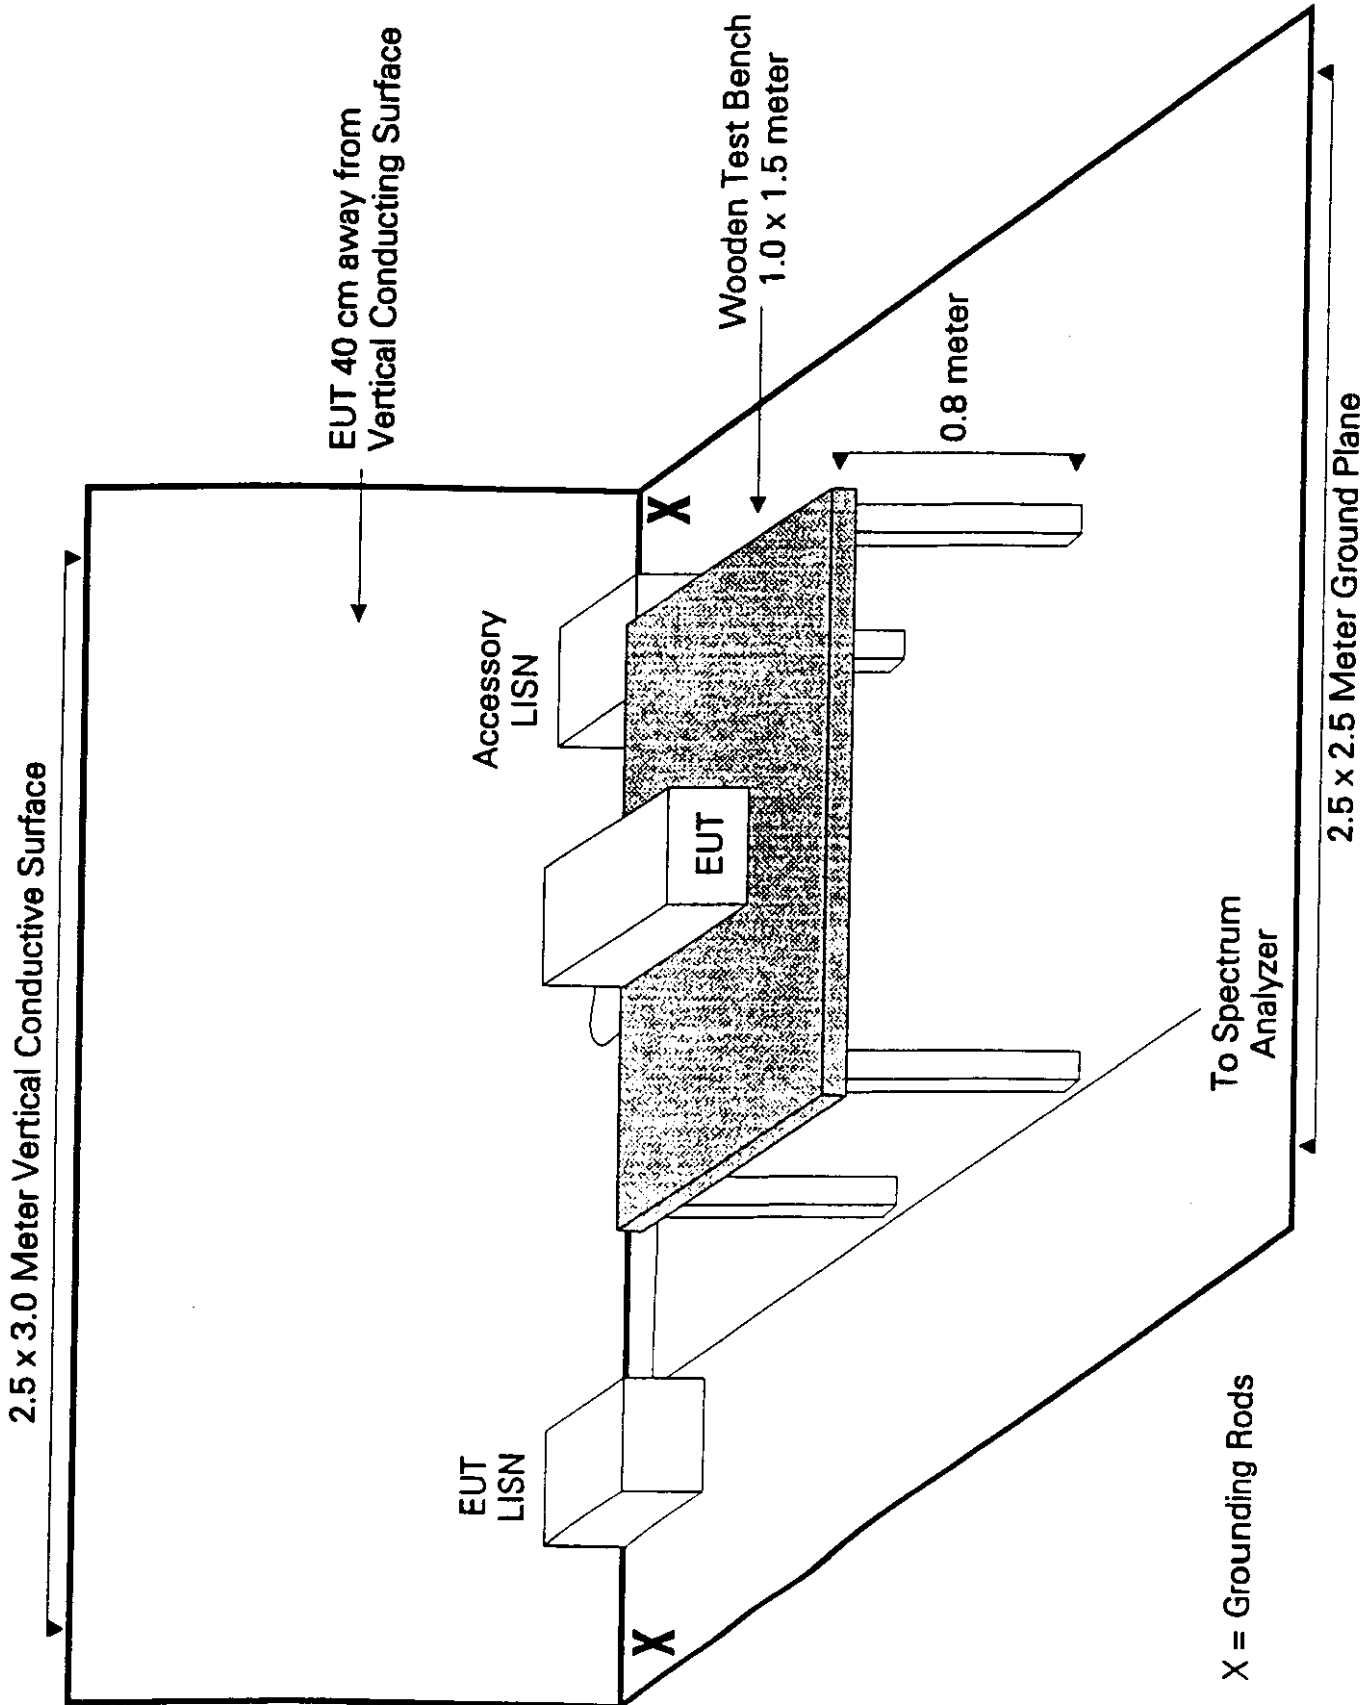 2.5 x 3.0 Meter Vertical Conductive Surface
EUT 40 cm away from
Vertical Conducting Surface
Accessory
LISN
EUT
LISN
EUT
X
X
Wooden Test Bench
1.0 x 1.5 meter
0.8 meter
To Spectrum
Analyzer
X = Grounding Rods
2.5 x 2.5 Meter Ground Plane